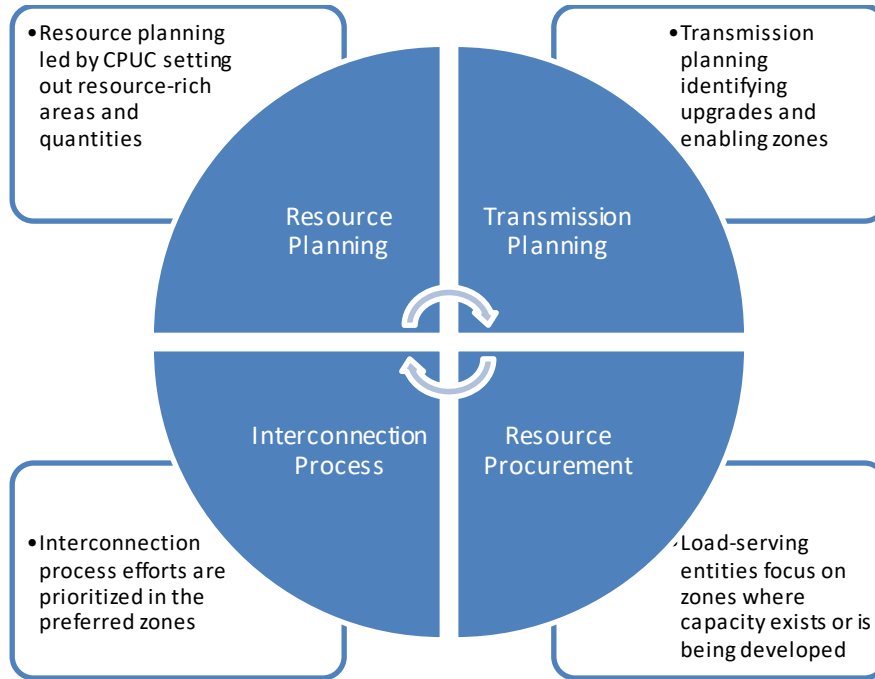 •Resource planning
led by CPUC setting
out resource-rich
areas and
quantities
•Transmission
planning
identifying
upgrades and
enabling zones
Resource
Planning
Transmission
Planning
Interconnection
Process
Resource
Procurement
•Interconnection
process efforts are
prioritized in the
preferred zones
•Load-serving
entities focus on
zones where
capacity exists or is
being developed